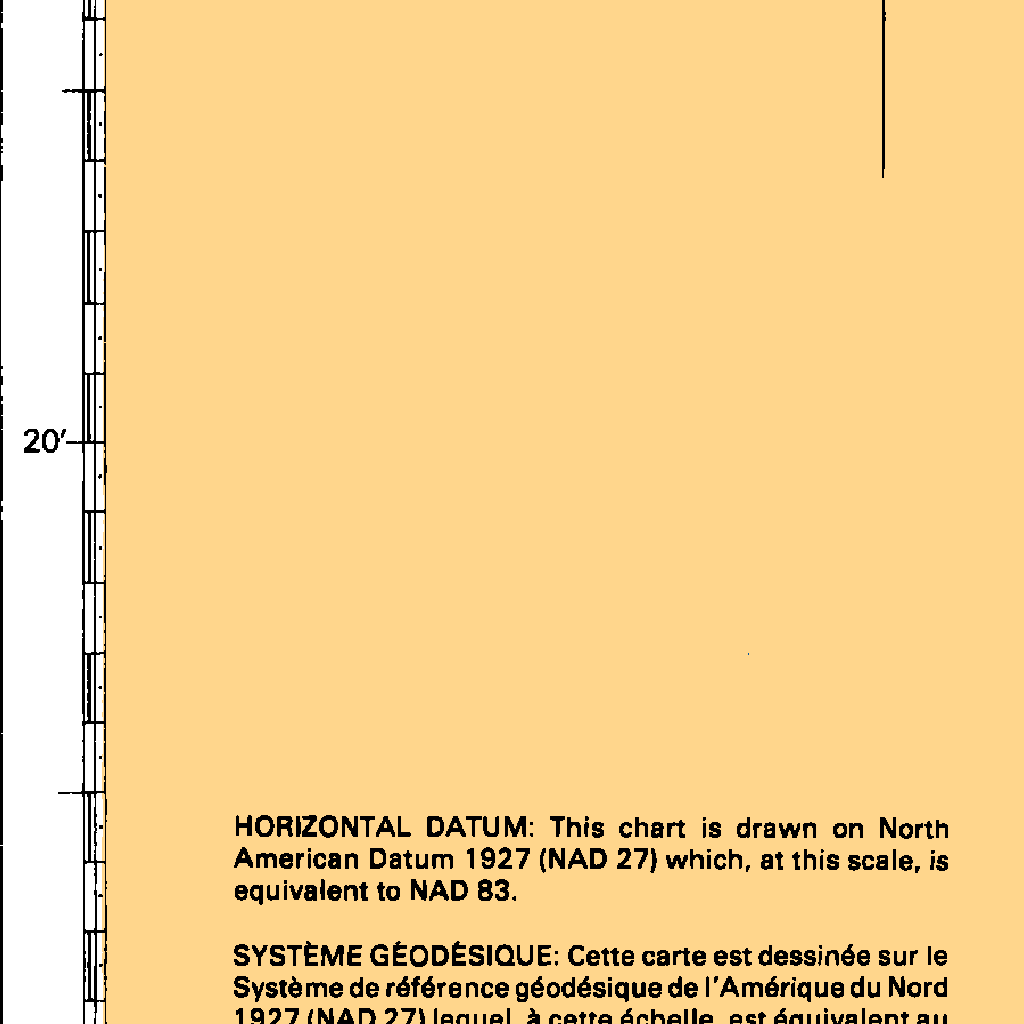 20′
HORIZONTAL DATUM: This chart is drawn on North
American Datum 1927 (NAD 27) which, at this scale, is
equivalent to NAD 83.
SYSTÈME GÉODÉSIQUE: Cette carte est dessinée sur le
Système de référence géodésique de l'Amérique du Nord
1927 (NAD 27) lequel, à cette échelle, est équivalent au